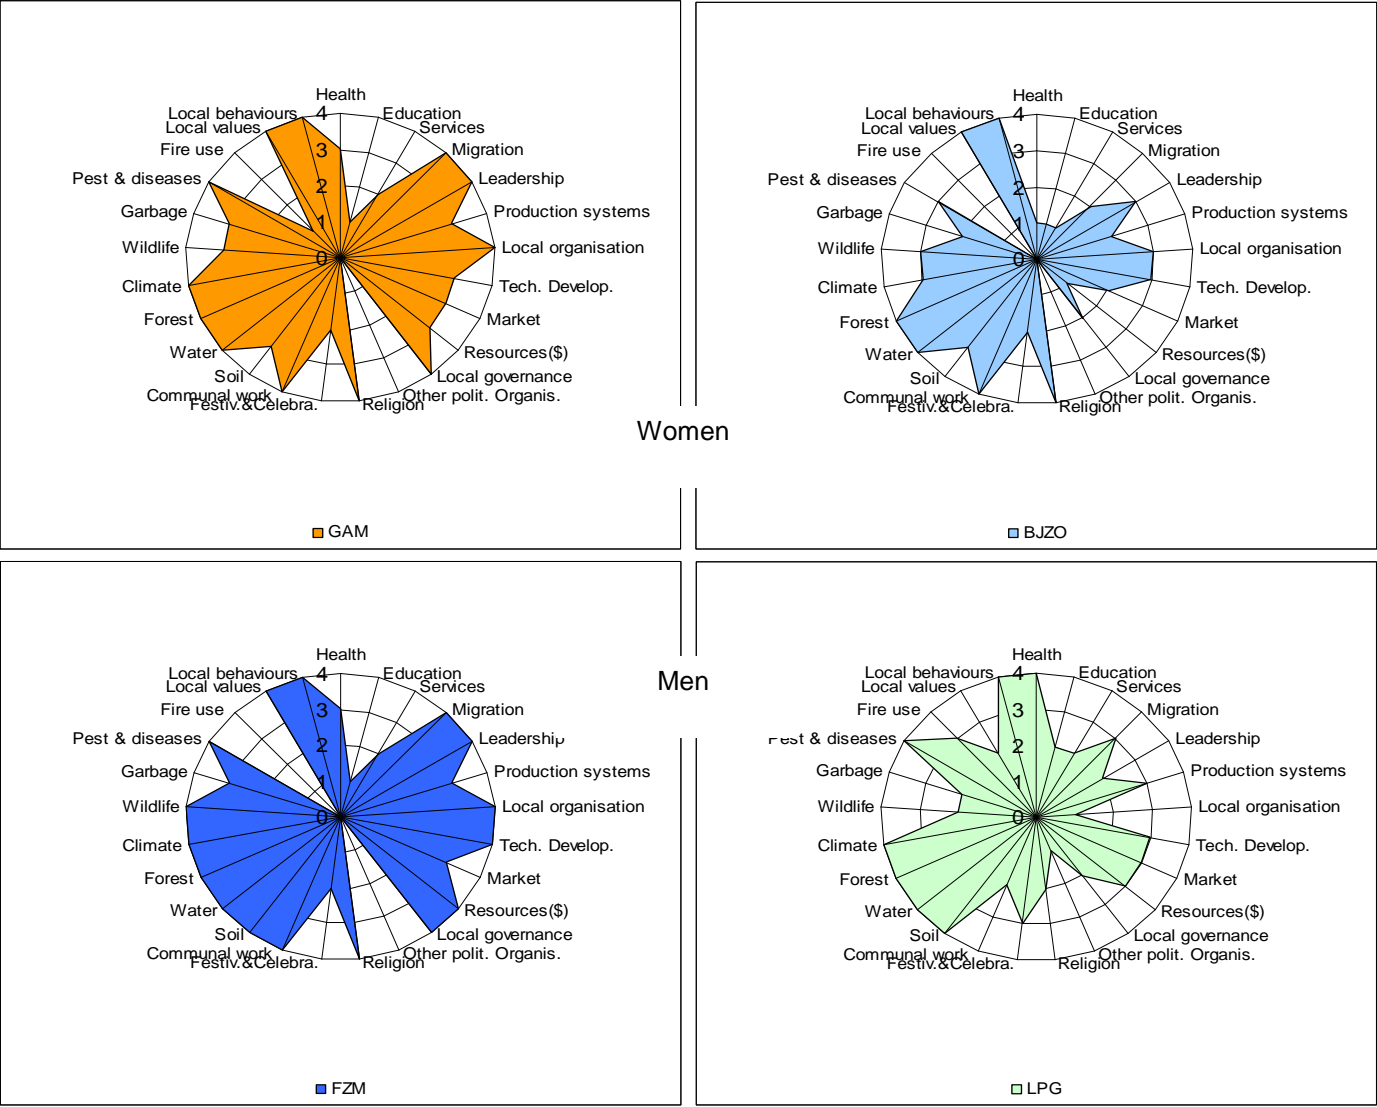 Health
Local behaviours
4
Education
Local values
Services
Fire use
3
Migration
Pest & diseases
2
Leadership
Garbage
1
Production systems
Wildlife
0
Local organisation
Climate
Tech. Develop.
Forest
Market
Water
Resources($)
Soil
Local governance
Communal work
Other polit. Organis.
Festiv.&Celebra.
Religion
GAM
Health
Local behaviours
4
Education
Local values
Services
Fire use
3
Migration
Pest & diseases
2
Leadership
Garbage
1
Production systems
Wildlife
0
Local organisation
Climate
Tech. Develop.
Forest
Market
Water
Resources($)
Soil
Local governance
Communal work
Other polit. Organis.
Festiv.&Celebra.
Religion
BJZO
Women
Health
Local behaviours
4
Education
Local values
Services
Fire use
3
Migration
Pest & diseases
2
Leadership
Garbage
1
Production systems
Wildlife
0
Local organisation
Climate
Tech. Develop.
Forest
Market
Water
Resources($)
Soil
Local governance
Communal work
Other polit. Organis.
Festiv.&Celebra.
Religion
FZM
Men
Health
Local behaviours
4
Education
Local values
Services
Fire use
3
Migration
Pest & diseases
2
Leadership
Garbage
1
Production systems
Wildlife
0
Local organisation
Climate
Tech. Develop.
Forest
Market
Water
Resources($)
Soil
Local governance
Communal work
Other polit. Organis.
Festiv.&Celebra.
Religion
LPG